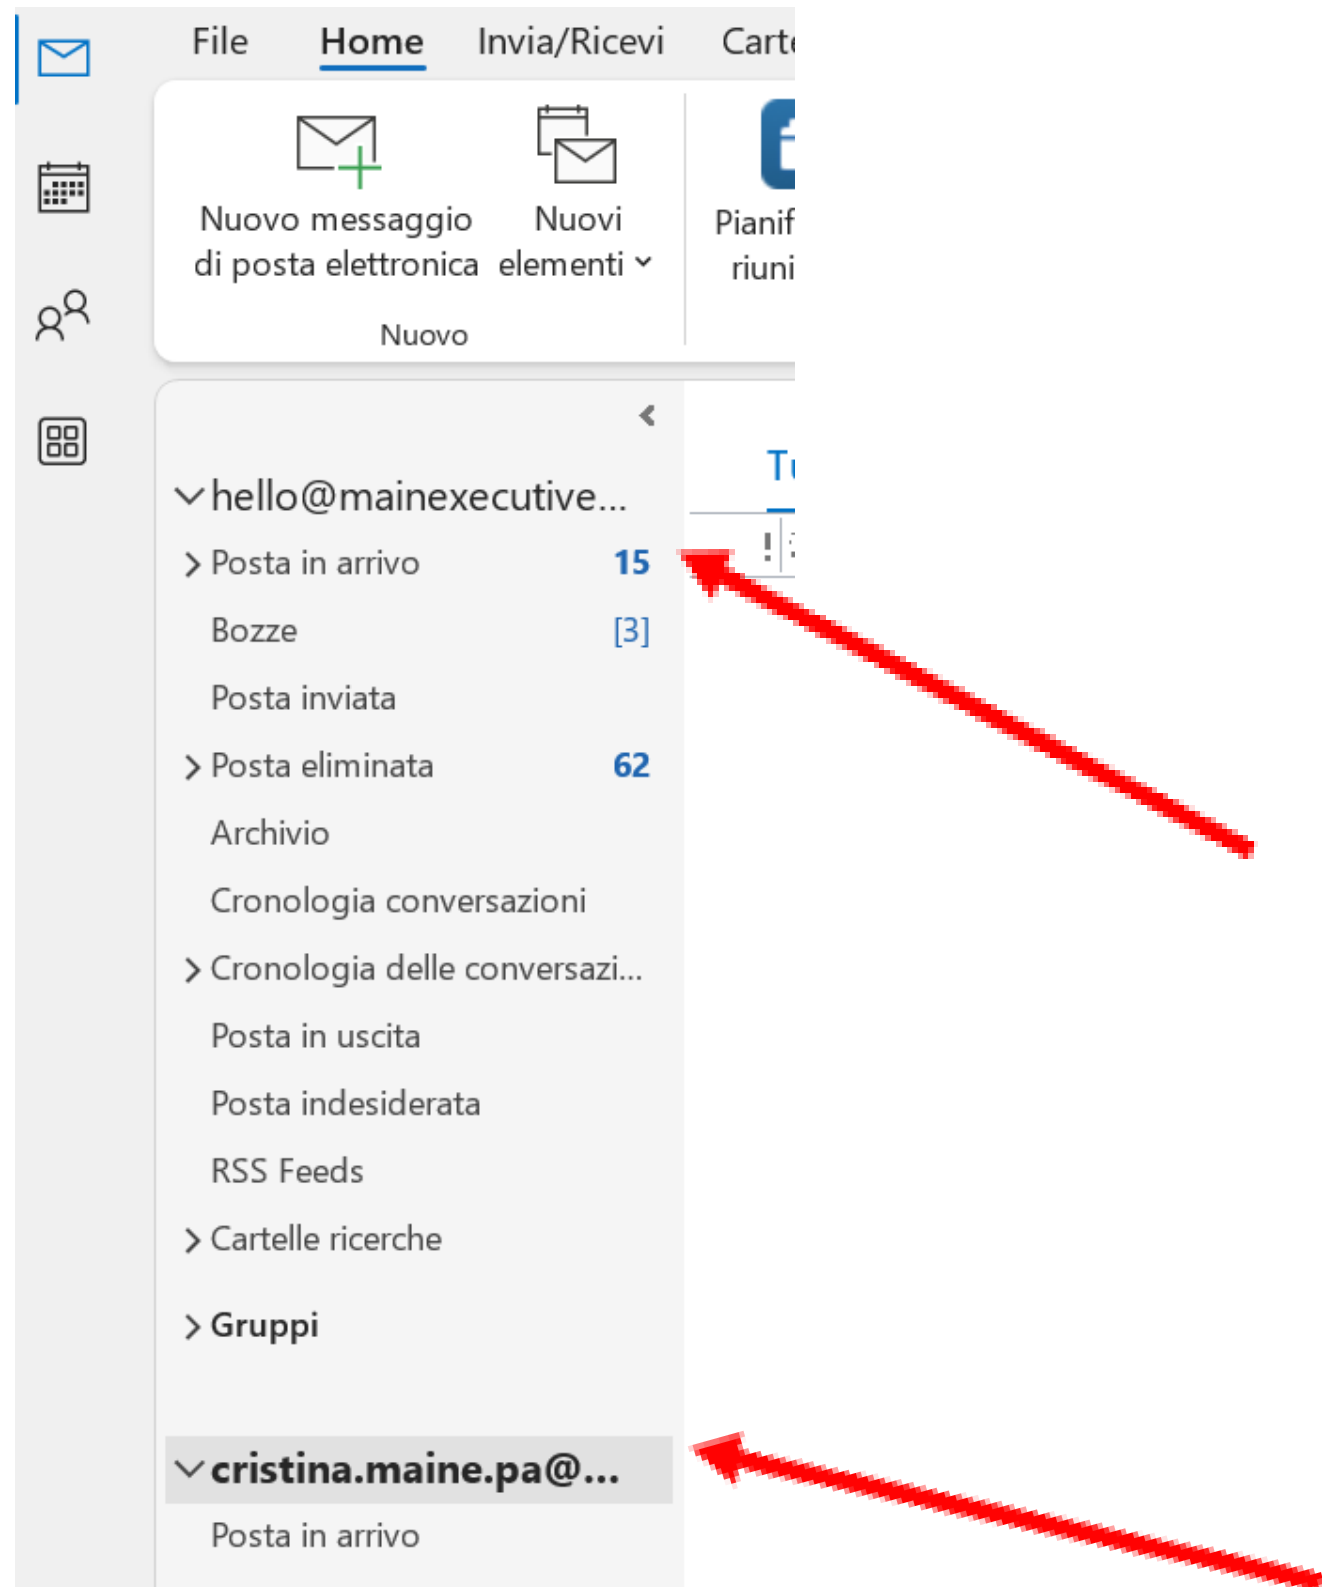 File Home Invia/Ricevi
Nuovo messaggio
di posta elettronica
Nuovi
elementi
Nuovo
hello@mainexecutive...
Posta in arrivo 15
Bozze [3]
Posta inviata
Posta eliminata 62
Archivio
Cronologia conversazioni
Cronologia delle conversazi...
Posta in uscita
Posta indesiderata
RSS Feeds
Cartelle ricerche
Gruppi
cristina.maine.pa@...
Posta in arrivo